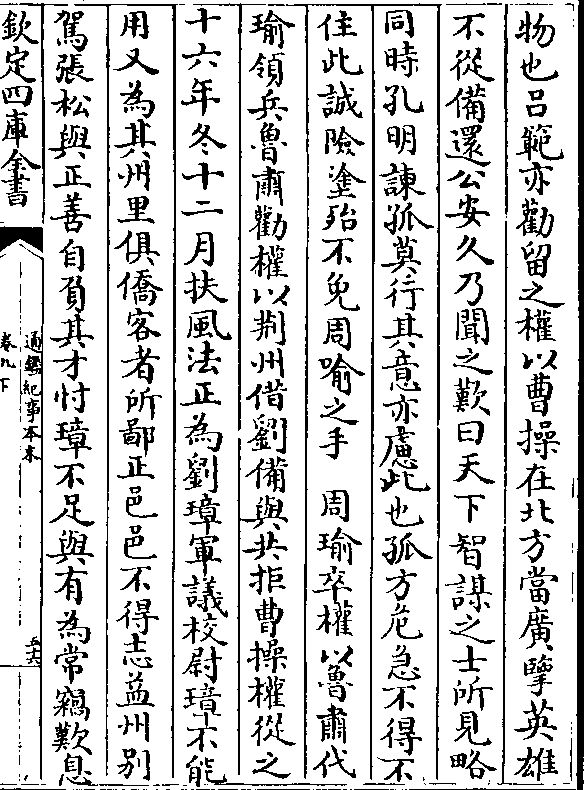 物也吕範亦勸留之權以曹操在北方當廣擥英雄
不從備還公安久乃聞之歎曰天下智謀之士所見略
同時孔明諫孤莫行其意亦慮此也孤方危急不得不
往此誠險塗殆不免周瑜之手　周瑜卒權以魯肅代
瑜領兵魯肅勸權以荆州借劉備與共拒曹操權從之
十六年冬十二月扶風法正為劉璋軍議校尉璋不能
用又為其州里俱僑客者所鄙正邑邑不得志益州别
駕張松與正善自負其才忖璋不足與有為常竊歎息
欽定四庫全書
通鑑紀事本末
卷九下
五六